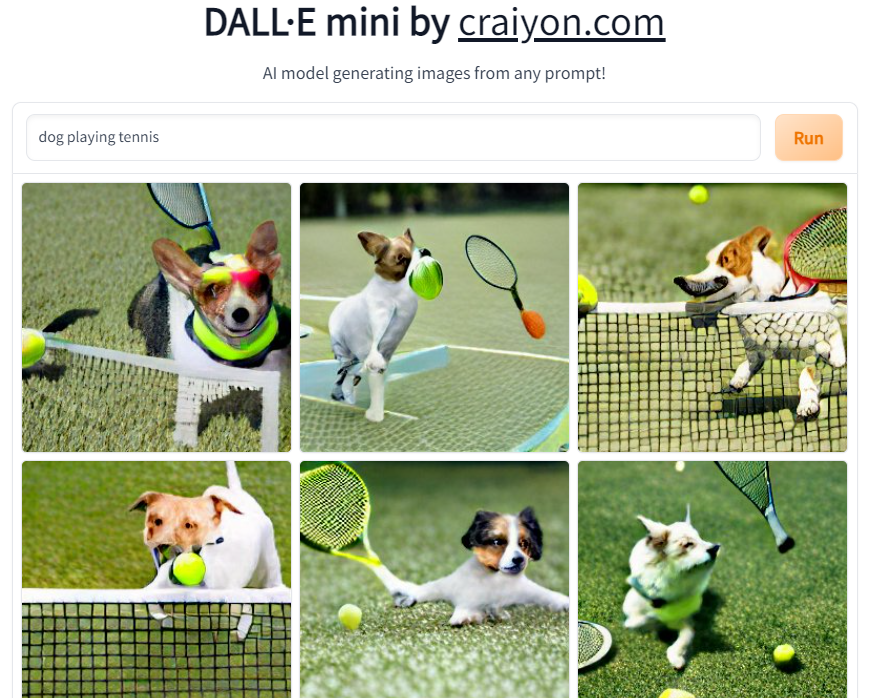 DALL·E mini by craiyon.com
AI model generating images from any prompt!
dog playing tennis
Run